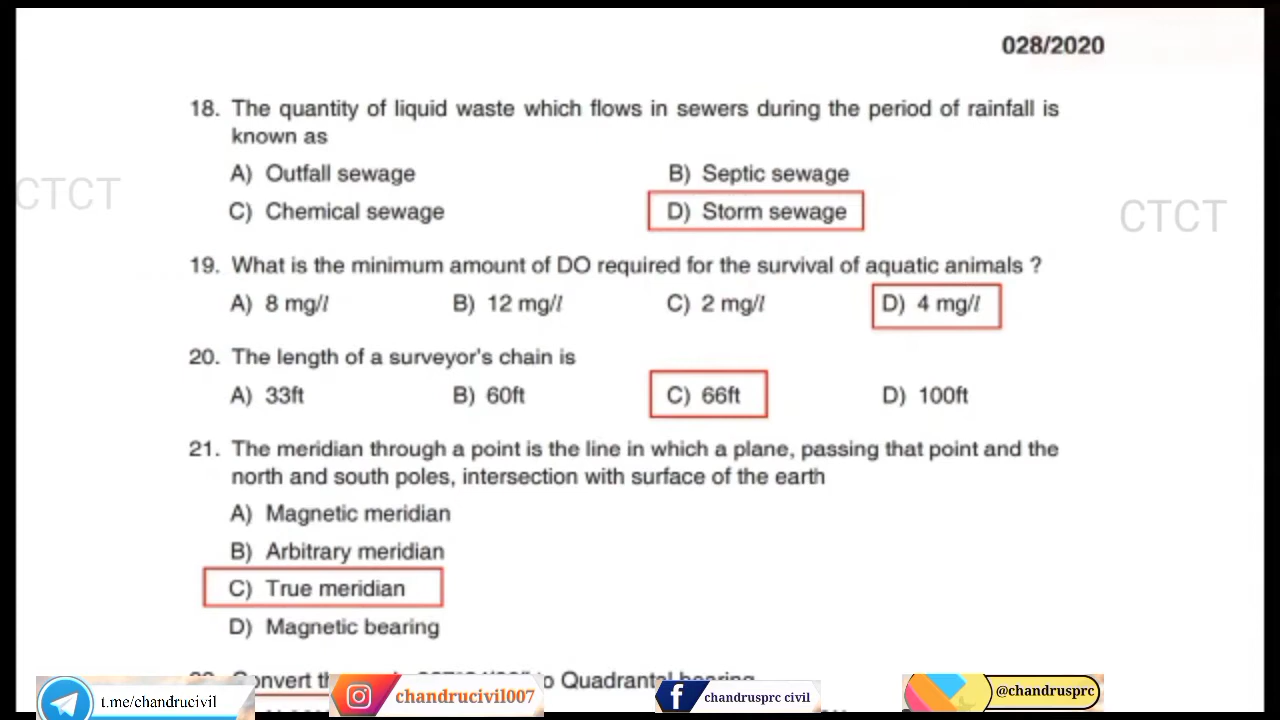 028/2020
18. The quantity of liquid waste which flows in sewers during the period of rainfall is
known as
A) Outfall sewage B) Septic sewage
C) Chemical sewage D) Storm sewage
CTCT
CTCT
19. What is the minimum amount of DO required for the survival of aquatic animals ?
A) 8 mg/l B) 12 mg/l C) 2 mg/l D) 4 mg/l
20. The length of a surveyor's chain is
A) 33ft B) 60ft C) 66ft D) 100ft
21. The meridian through a point is the line in which a plane, passing that point and the
north and south poles, intersection with surface of the earth
A) Magnetic meridian
B) Arbitrary meridian
C) True meridian
D) Magnetic bearing
Convert to Quadrantal bearing
t.me/chandrucivil chandrucivil007 chandrusprc civil @chandrusprc